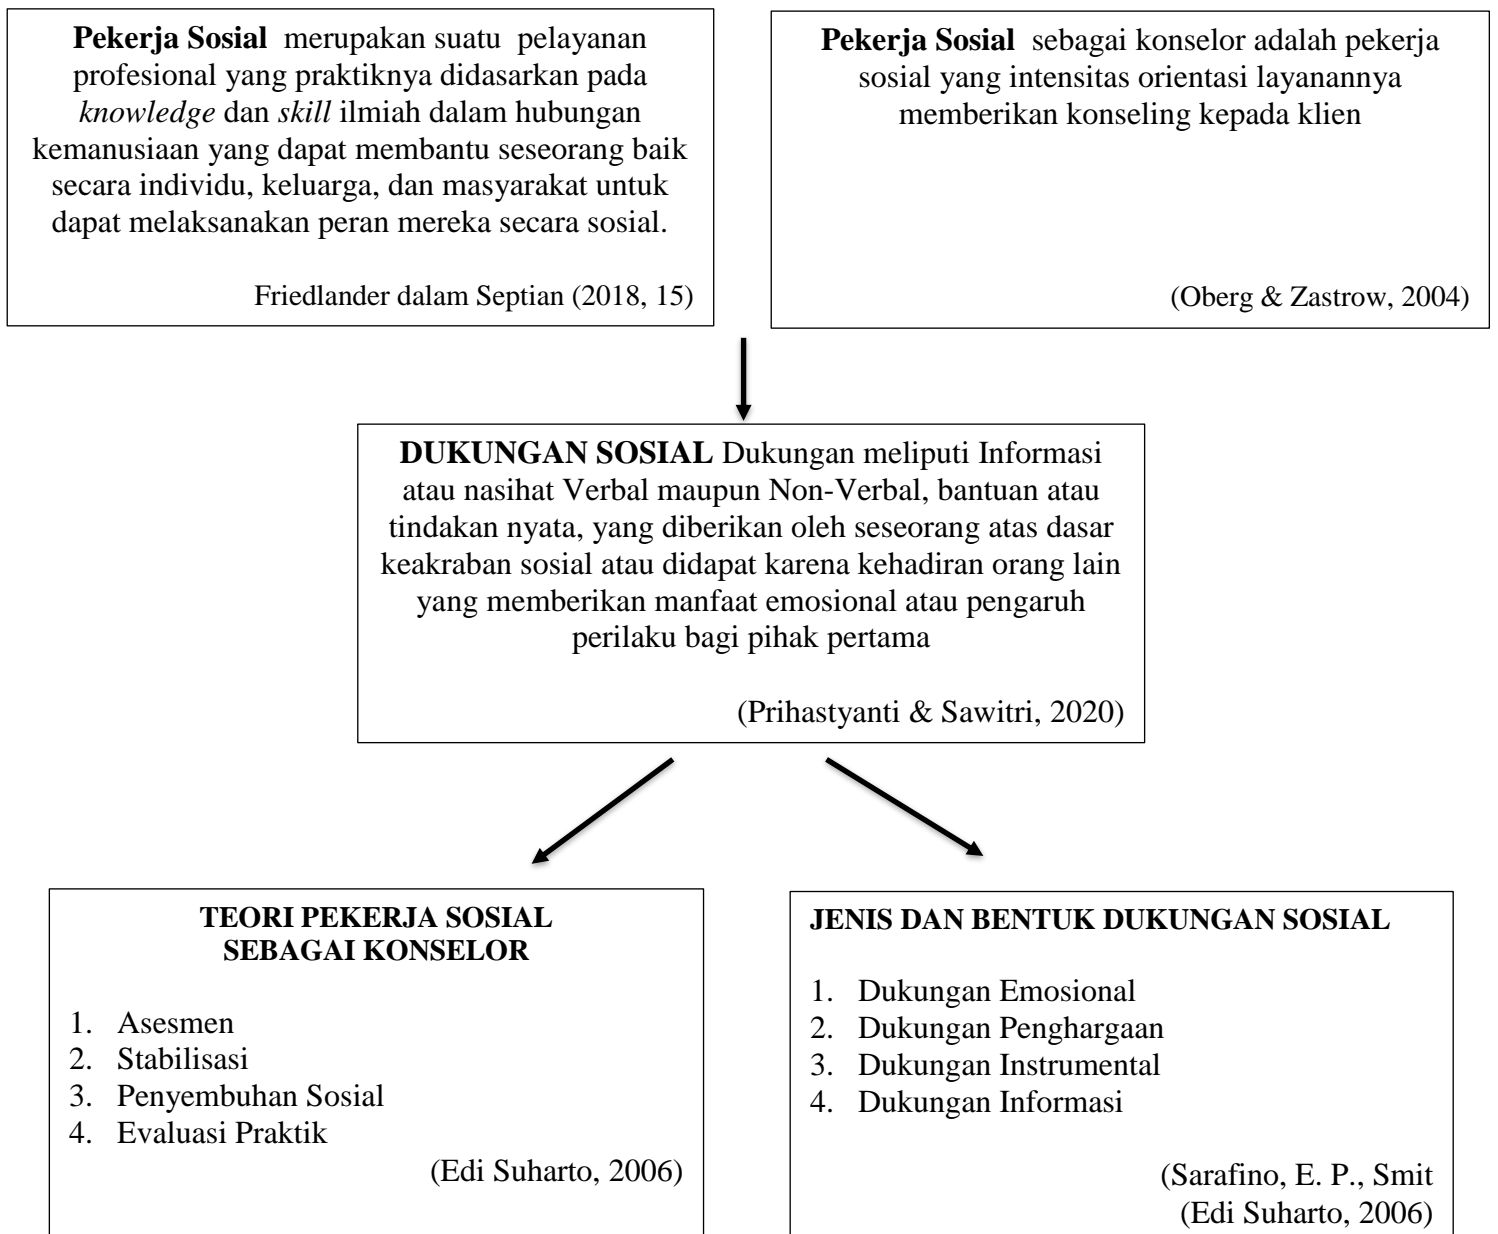 Pekerja Sosial merupakan suatu pelayanan
profesional yang praktiknya didasarkan pada
knowledge dan skill ilmiah dalam hubungan
kemanusiaan yang dapat membantu seseorang baik
secara individu, keluarga, dan masyarakat untuk
dapat melaksanakan peran mereka secara sosial.
Friedlander dalam Septian (2018, 15)
Pekerja Sosial sebagai konselor adalah pekerja
sosial yang intensitas orientasi layanannya
memberikan konseling kepada klien
(Oberg & Zastrow, 2004)
DUKUNGAN SOSIAL Dukungan meliputi Informasi
atau nasihat Verbal maupun Non-Verbal, bantuan atau
tindakan nyata, yang diberikan oleh seseorang atas dasar
keakraban sosial atau didapat karena kehadiran orang lain
yang memberikan manfaat emosional atau pengaruh
perilaku bagi pihak pertama
(Prihastyanti & Sawitri, 2020)
TEORI PEKERJA SOSIAL
SEBAGAI KONSELOR
1. Asesmen
2. Stabilisasi
3. Penyembuhan Sosial
4. Evaluasi Praktik
(Edi Suharto, 2006)
JENIS DAN BENTUK DUKUNGAN SOSIAL
1. Dukungan Emosional
2. Dukungan Penghargaan
3. Dukungan Instrumental
4. Dukungan Informasi
(Sarafino, E. P., Smit
(Edi Suharto, 2006)